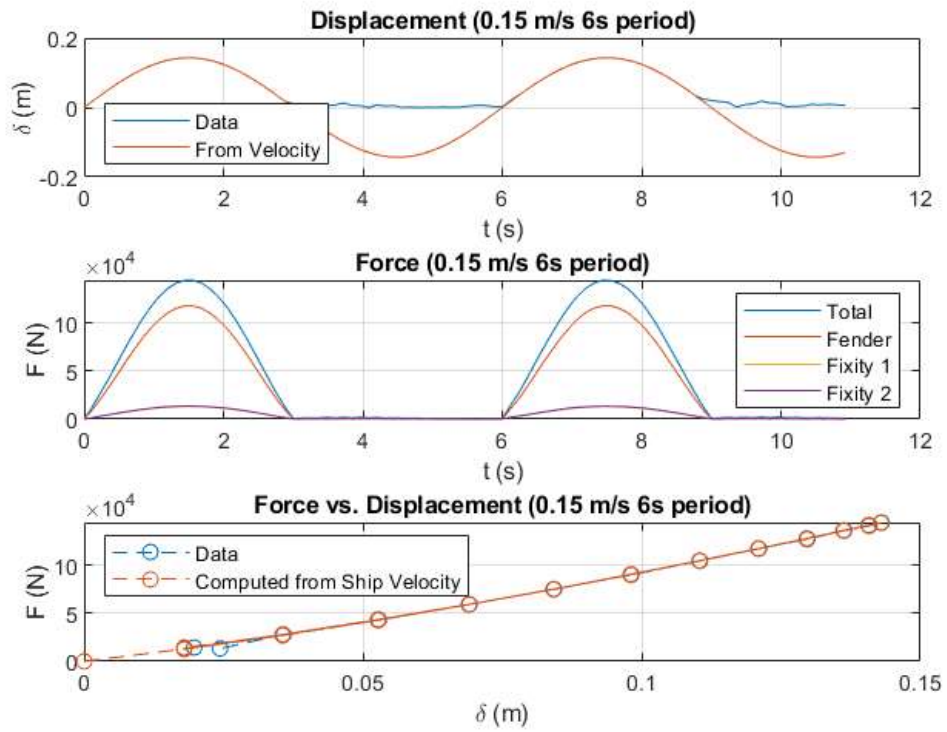 Displacement (0.15 m/s 6s period)
0.2
0
-0.2
δ (m)
Data
From Velocity
0 2 4 6 8 10 12
t (s)
×10⁴
Force (0.15 m/s 6s period)
10
5
0
F (N)
Total
Fender
Fixity 1
Fixity 2
0 2 4 6 8 10 12
t (s)
×10⁴
Force vs. Displacement (0.15 m/s 6s period)
10
5
0
F (N)
Data
Computed from Ship Velocity
0 0.05 0.1 0.15
δ (m)